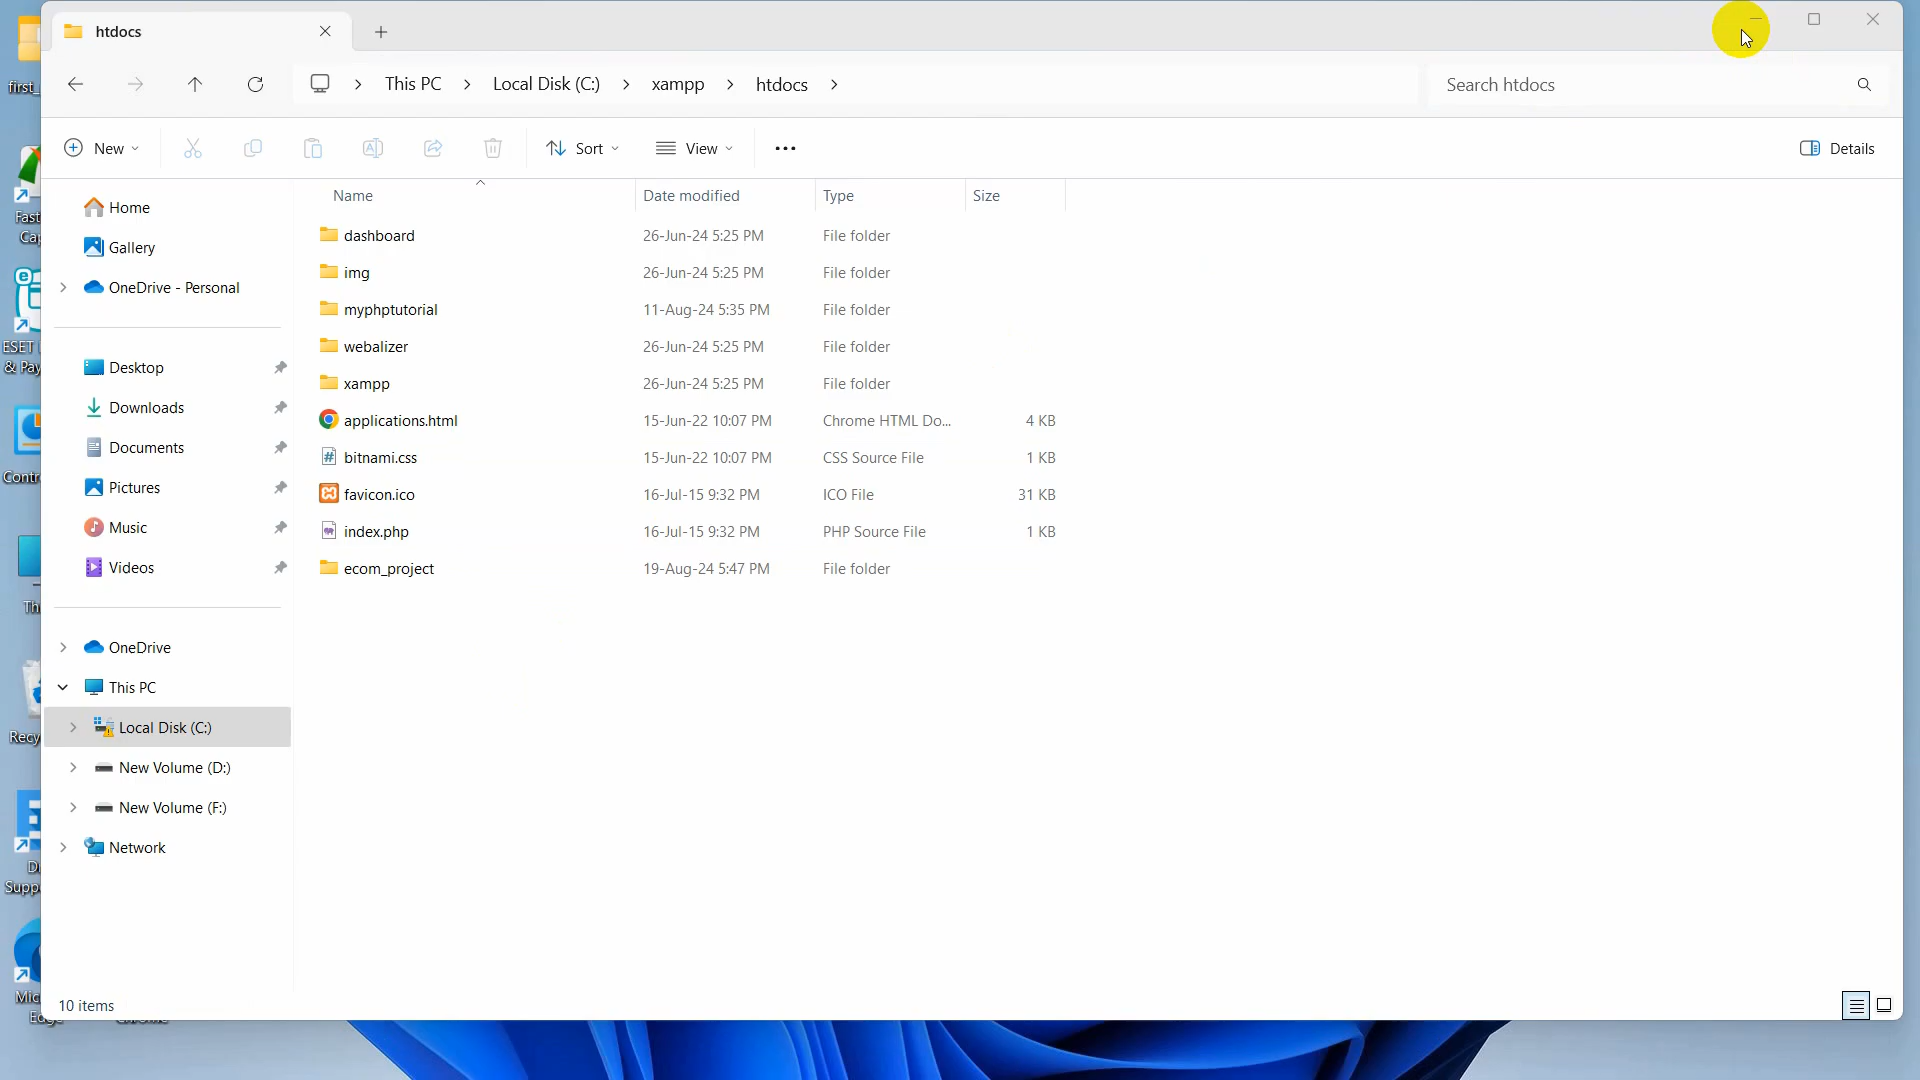 htdocs
This PC
Local Disk (C:)
xampp
htdocs
Search htdocs
New
Sort
View
Details
Name
Date modified
Type
Size
dashboard 26-Jun-24 5:25 PM File folder
img 26-Jun-24 5:25 PM File folder
myphptutorial 11-Aug-24 5:35 PM File folder
webalizer 26-Jun-24 5:25 PM File folder
xampp 26-Jun-24 5:25 PM File folder
applications.html 15-Jun-22 10:07 PM Chrome HTML Do... 4 KB
bitnami.css 15-Jun-22 10:07 PM CSS Source File 1 KB
favicon.ico 16-Jul-15 9:32 PM ICO File 31 KB
index.php 16-Jul-15 9:32 PM PHP Source File 1 KB
ecom_project 19-Aug-24 5:47 PM File folder
Home
Gallery
OneDrive - Personal
Desktop
Downloads
Documents
Pictures
Music
Videos
OneDrive
This PC
Local Disk (C:)
New Volume (D:)
New Volume (F:)
Network
10 items
first_
Fast
Cap
ESET
& Pay
Contr
Th
Recy
Supp
Mic
Edge